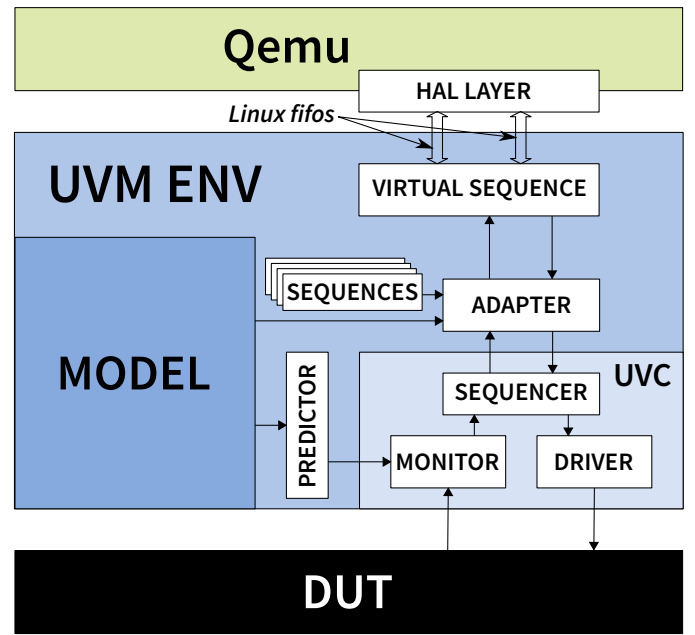 Qemu
HAL LAYER
Linux fifos
UVM ENV
VIRTUAL SEQUENCE
SEQUENCES
ADAPTER
MODEL
PREDICTOR
UVC
SEQUENCER
MONITOR
DRIVER
DUT